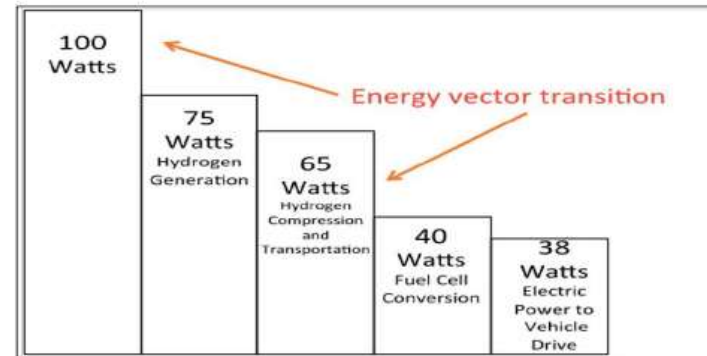 100
Watts
Energy vector transition
75
Watts
Hydrogen
Generation
65
Watts
Hydrogen
Compression
and
Transportation
40
Watts
Fuel Cell
Conversion
38
Watts
Electric
Power to
Vehicle
Drive